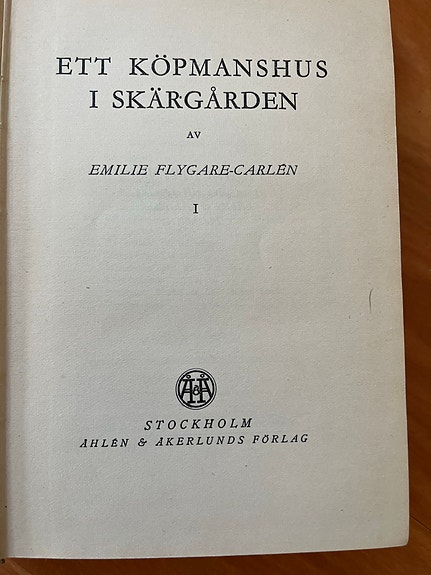 ETT KÖPMANSHUS
I SKÄRGÅRDEN
AV
EMILIE FLYGARE-CARLÉN
I
STOCKHOLM
ÅHLÉN & ÅKERLUNDS FÖRLAG